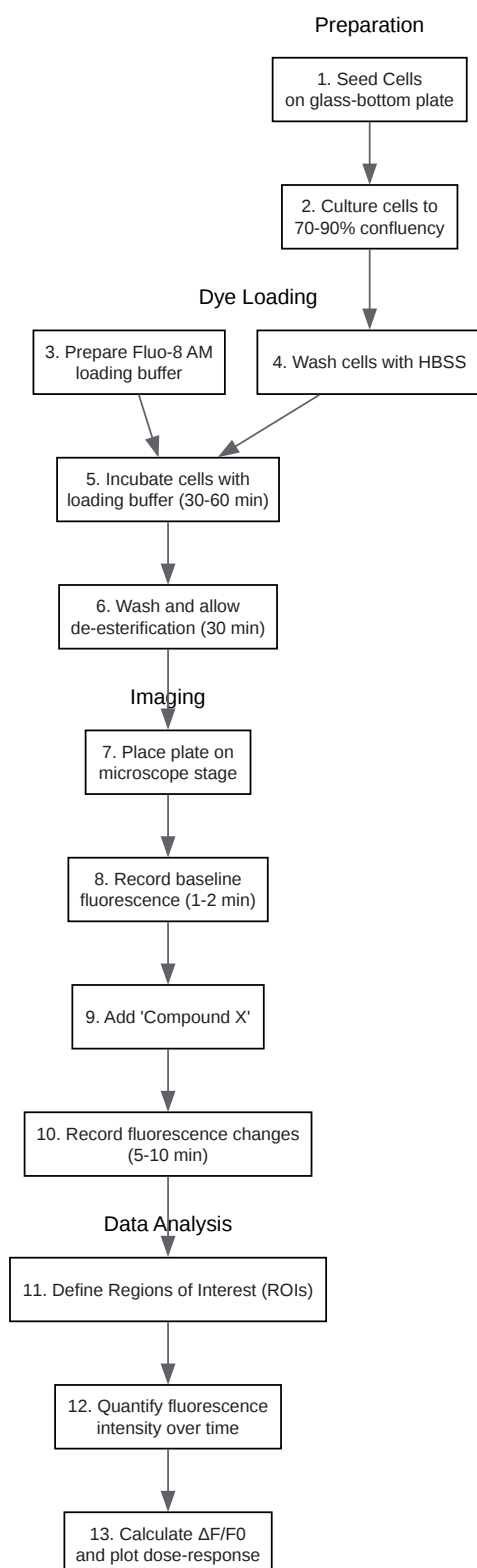 Preparation
1. Seed Cells
on glass-bottom plate
2. Culture cells to
70-90% confluency
Dye Loading
3. Prepare Fluo-8 AM
loading buffer
4. Wash cells with HBSS
5. Incubate cells with
loading buffer (30-60 min)
6. Wash and allow
de-esterification (30 min)
Imaging
7. Place plate on
microscope stage
8. Record baseline
fluorescence (1-2 min)
9. Add 'Compound X'
10. Record fluorescence changes
(5-10 min)
Data Analysis
11. Define Regions of Interest (ROIs)
12. Quantify fluorescence
intensity over time
13. Calculate ΔF/F0
and plot dose-response